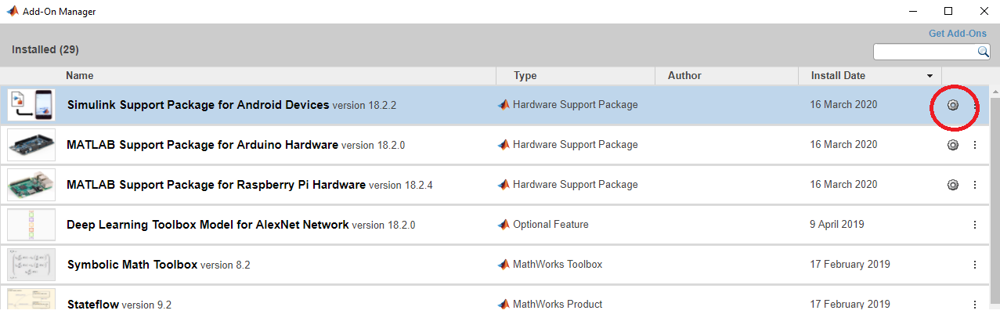 Add-On Manager
Get Add-Ons
Installed (29)
Name Type Author Install Date
Simulink Support Package for Android Devices version 18.2.2 Hardware Support Package 16 March 2020
MATLAB Support Package for Arduino Hardware version 18.2.0 Hardware Support Package 16 March 2020
MATLAB Support Package for Raspberry Pi Hardware version 18.2.4 Hardware Support Package 16 March 2020
Deep Learning Toolbox Model for AlexNet Network version 18.2.0 Optional Feature 9 April 2019
Symbolic Math Toolbox version 8.2 MathWorks Toolbox 17 February 2019
Stateflow version 9.2 MathWorks Product 17 February 2019